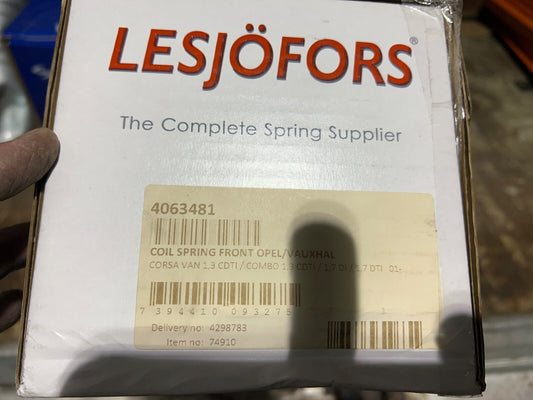 LESJÖFORS®
The Complete Spring Supplier
4063481
COIL SPRING FRONT OPEL/VAUXHAL
CORSA VAN 1,3 CDTI / COMBO 1,3 CDTI / 1,7 DI / 1,7 DTI 01-
7 394410 093275
1
Delivery no: 4298783
Item no: 74910